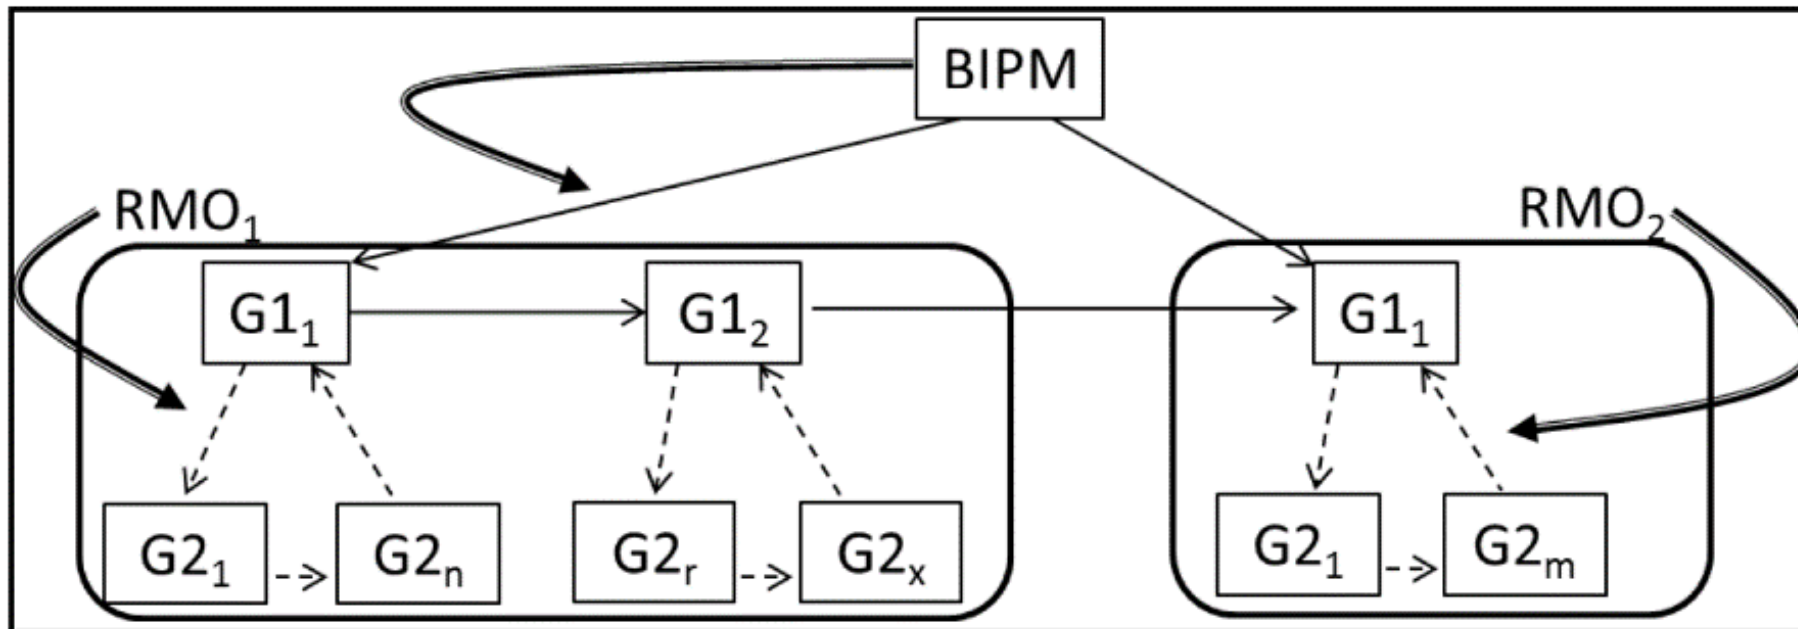 BIPM
RMO₁
RMO₂
G1₁
G1₂
G1₁
G2₁
G2ₙ
G2ᵣ
G2ₓ
G2₁
G2ₘ